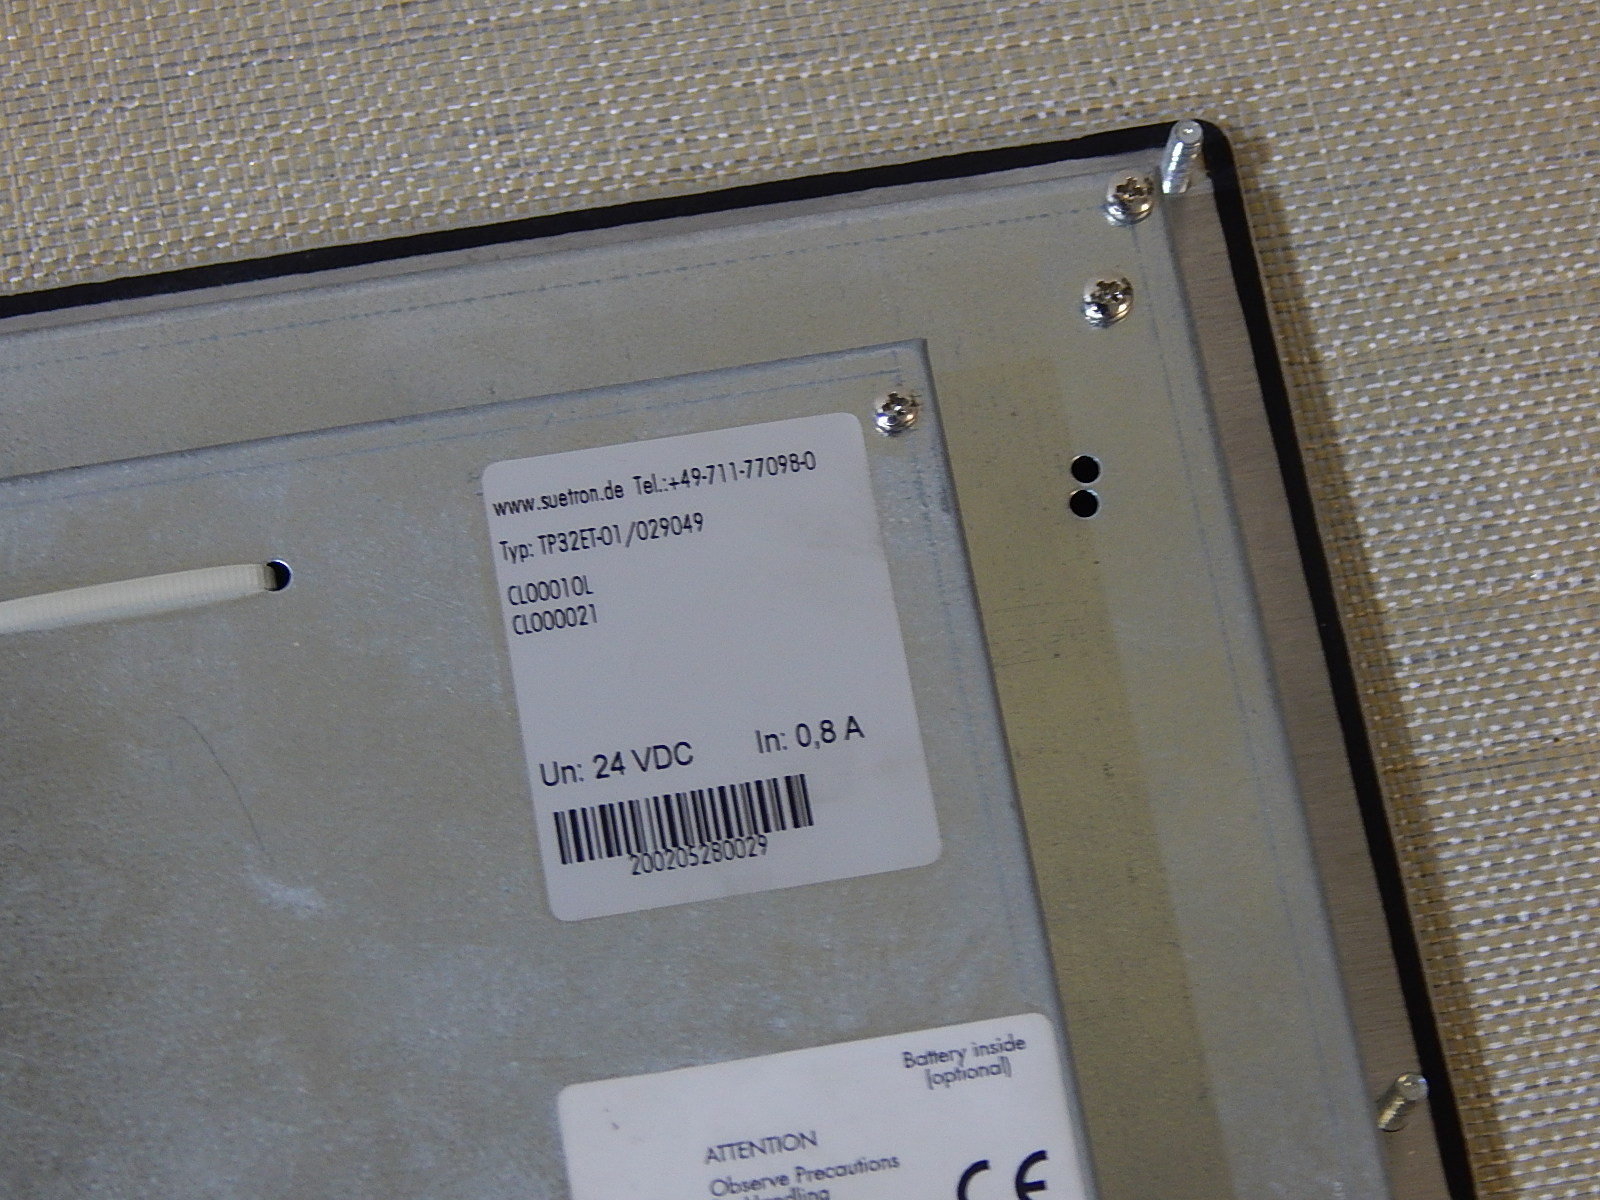 www.suetron.de Tel.:+49-711-77098-0
Typ: TP32ET-01/029049
CL00010L
CL000021
Un: 24 VDC In: 0,8 A
200205280029
Battery inside
(optional)
ATTENTION
Observe Precautions
Handling
CE